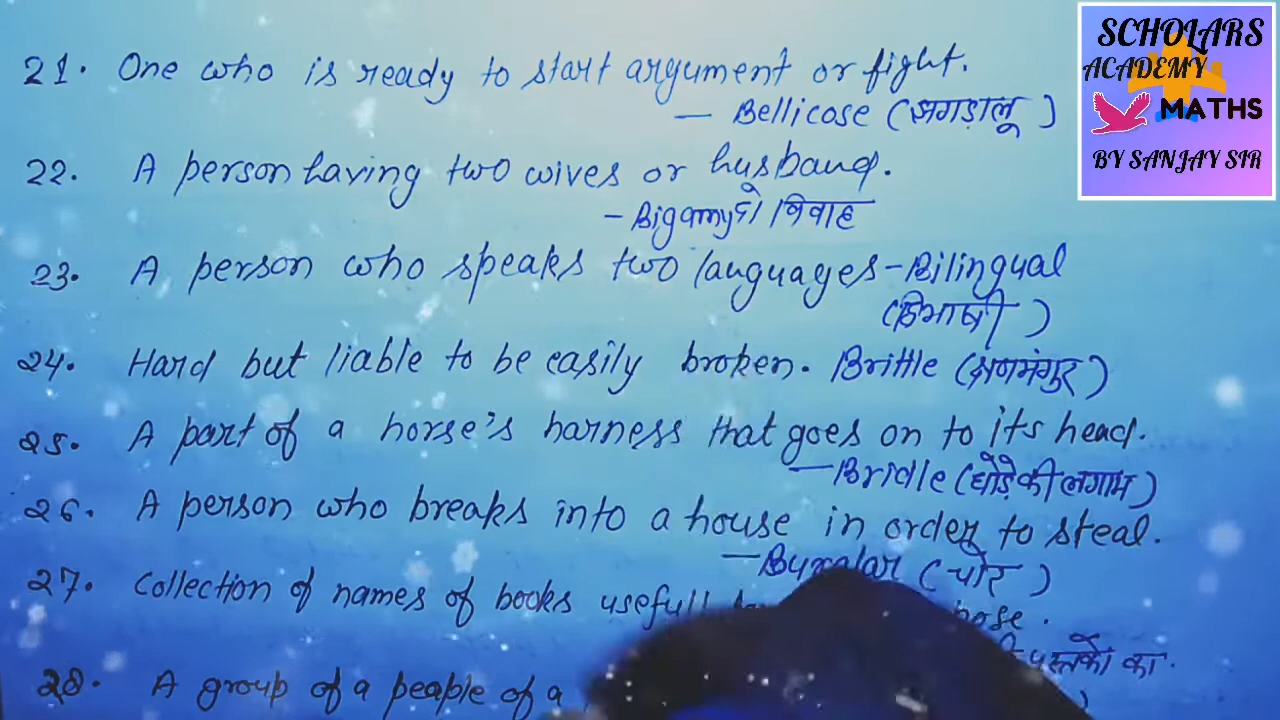 SCHOLARS
ACADEMY
MATHS
BY SANJAY SIR
21. One who is ready to start argument or fight.
— Bellicose (झगड़ालू)
22. A person having two wives or husband.
- Bigamy दो विवाह
23. A person who speaks two languages - Bilingual
(द्विभाषी)
24. Hard but liable to be easily broken. Brittle (क्षणभंगुर)
25. A part of a horse's harness that goes on to its head.
— Bridle (घोड़े की लगाम)
26. A person who breaks into a house in order to steal.
— (चोर)
27. Collection of names of books usefull
पुस्तकों का
28. A group of a peaple of a